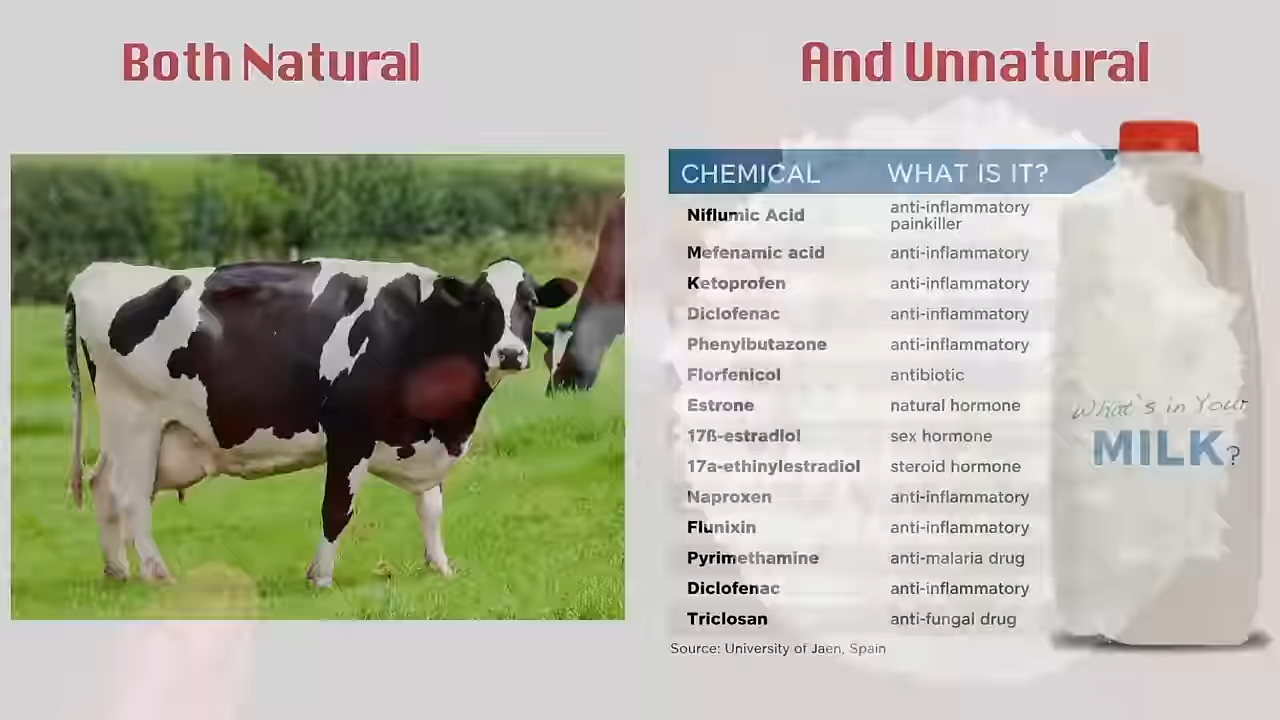 Both Natural
And Unnatural
CHEMICAL WHAT IS IT?
Niflumic Acid anti-inflammatory
painkiller
Mefenamic acid anti-inflammatory
Ketoprofen anti-inflammatory
Diclofenac anti-inflammatory
Phenylbutazone anti-inflammatory
Florfenicol antibiotic
Estrone natural hormone
17ß-estradiol sex hormone
17a-ethinylestradiol steroid hormone
Naproxen anti-inflammatory
Flunixin anti-inflammatory
Pyrimethamine anti-malaria drug
Diclofenac anti-inflammatory
Triclosan anti-fungal drug
Source: University of Jaen, Spain
What's in Your
MILK?